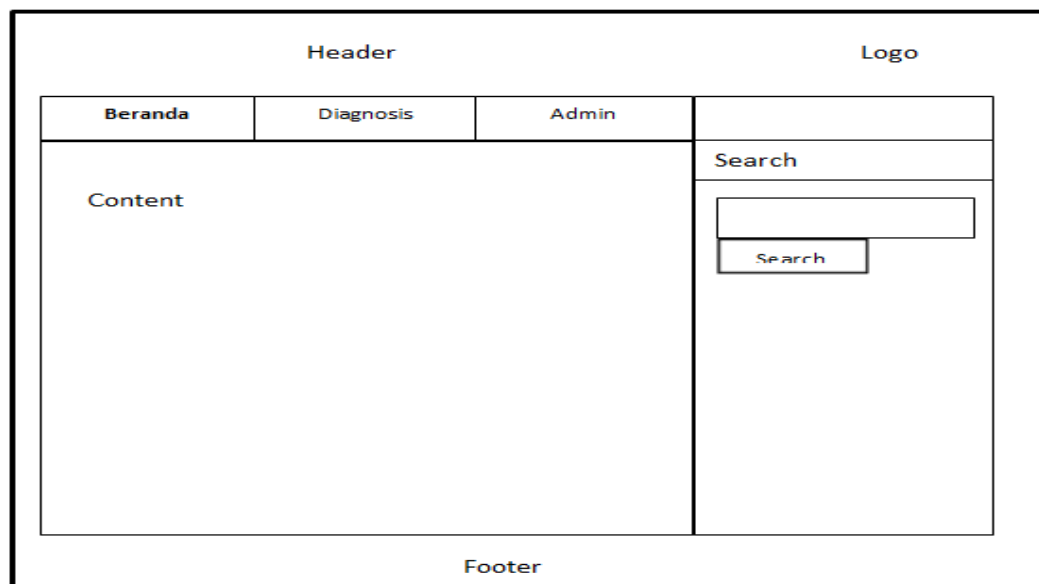 Header Logo
Beranda Diagnosis Admin
Search
Content
Search
Footer